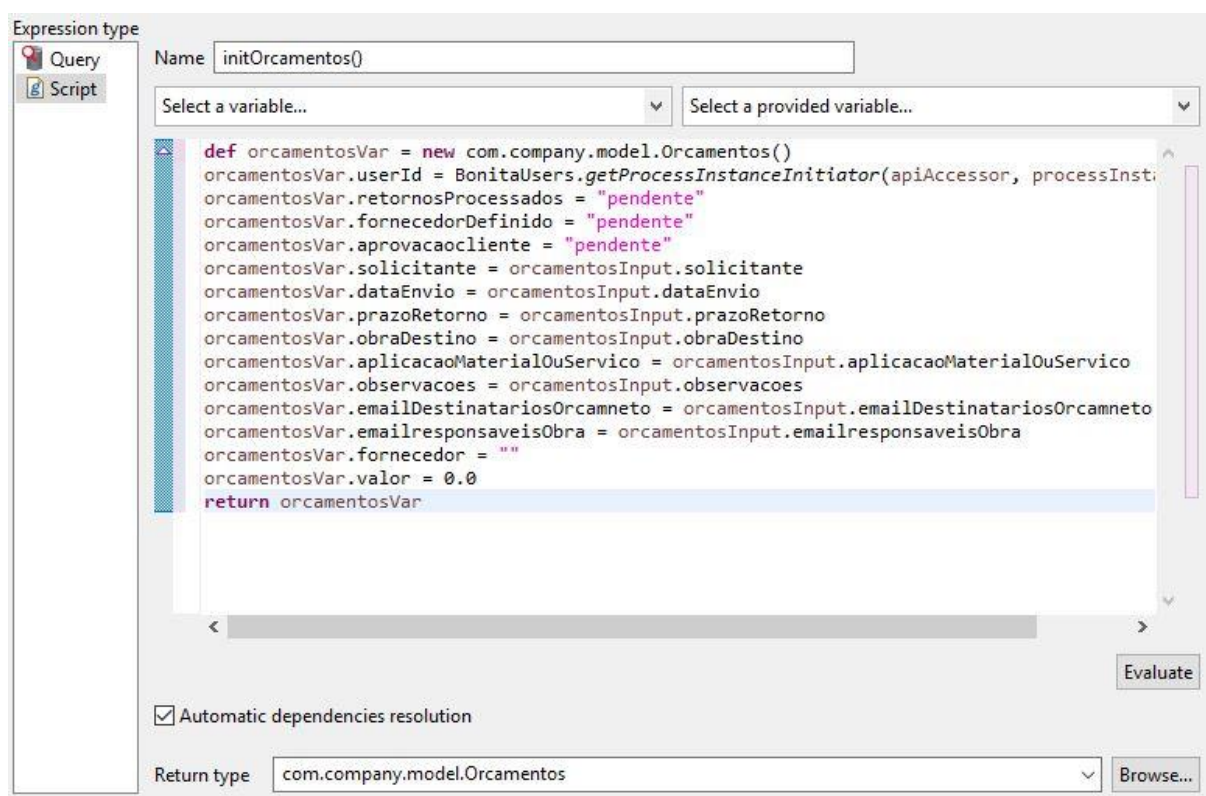 Expression type
Query
Script
Name initOrcamentos()
Select a variable... Select a provided variable...
def orcamentosVar = new com.company.model.Orcamentos()
orcamentosVar.userId = BonitaUsers.getProcessInstanceInitiator(apiAccessor, processInsta
orcamentosVar.retornosProcessados = "pendente"
orcamentosVar.fornecedorDefinido = "pendente"
orcamentosVar.aprovacaocliente = "pendente"
orcamentosVar.solicitante = orcamentosInput.solicitante
orcamentosVar.dataEnvio = orcamentosInput.dataEnvio
orcamentosVar.prazoRetorno = orcamentosInput.prazoRetorno
orcamentosVar.obraDestino = orcamentosInput.obraDestino
orcamentosVar.aplicacaoMaterialOuServico = orcamentosInput.aplicacaoMaterialOuServico
orcamentosVar.observacoes = orcamentosInput.observacoes
orcamentosVar.emailDestinatariosOrcamneto = orcamentosInput.emailDestinatariosOrcamneto
orcamentosVar.emailresponsaveisObra = orcamentosInput.emailresponsaveisObra
orcamentosVar.fornecedor = ""
orcamentosVar.valor = 0.0
return orcamentosVar
Evaluate
Automatic dependencies resolution
Return type com.company.model.Orcamentos Browse...